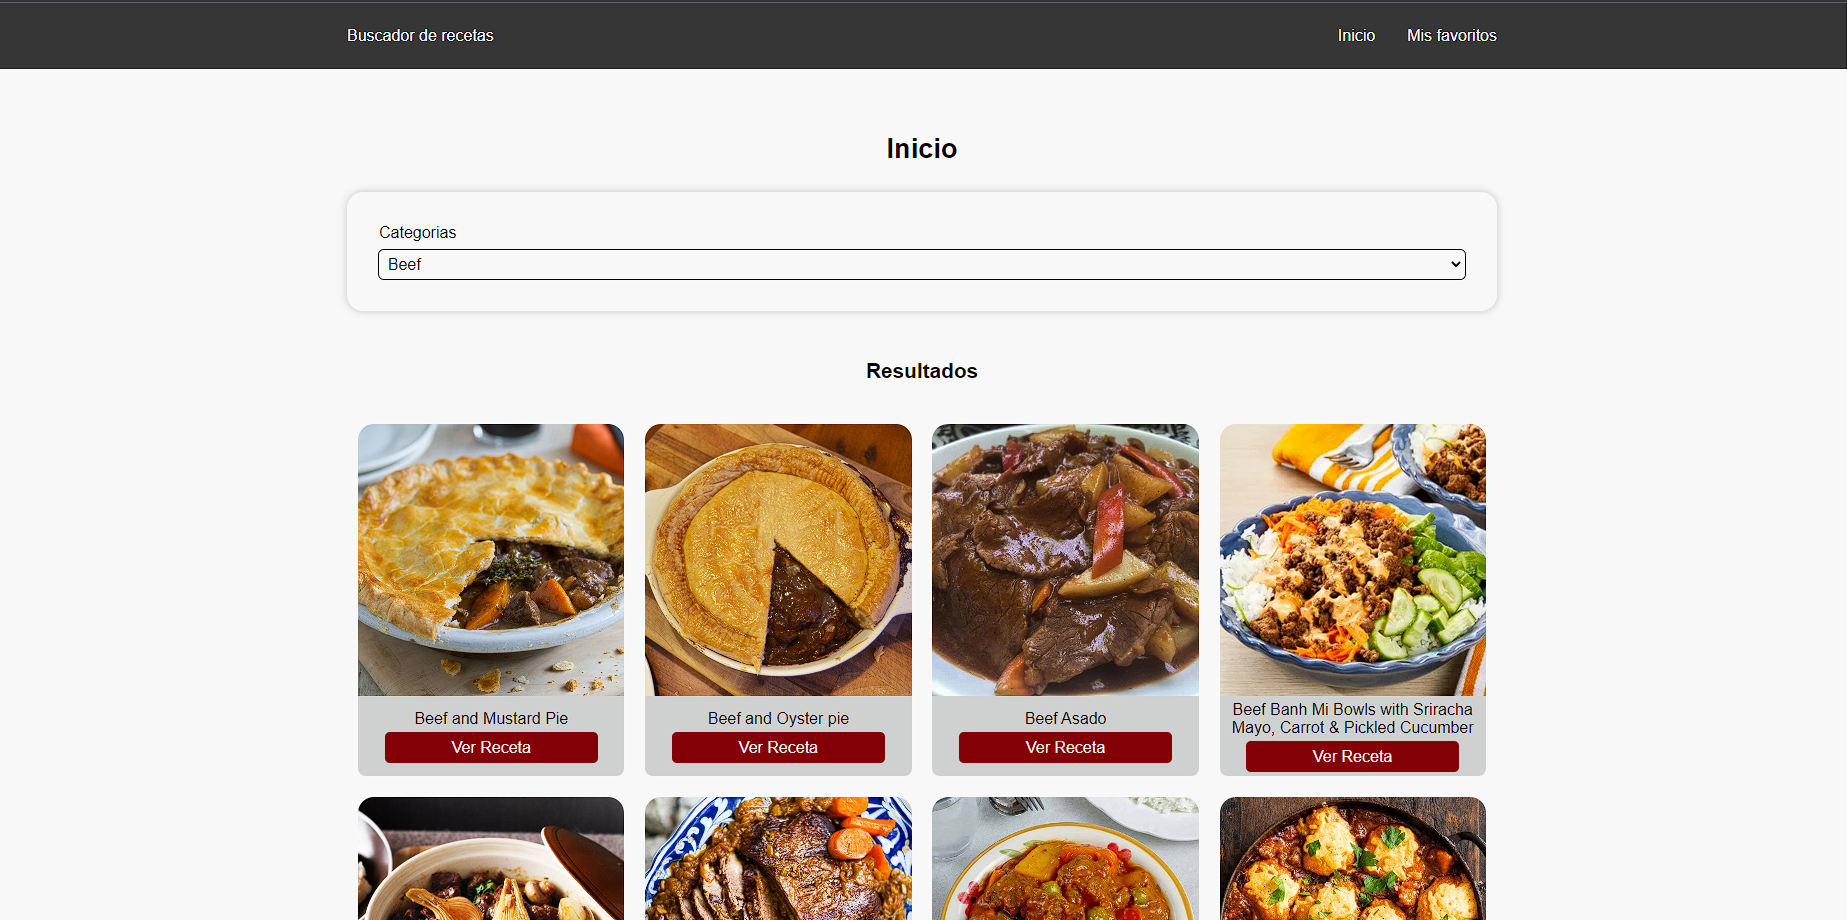 Buscador de recetas
Inicio
Mis favoritos
Inicio
Categorias
Beef
Resultados
Beef and Mustard Pie
Ver Receta
Beef and Oyster pie
Ver Receta
Beef Asado
Ver Receta
Beef Banh Mi Bowls with Sriracha
Mayo, Carrot & Pickled Cucumber
Ver Receta